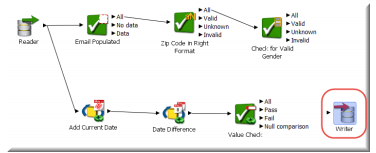 Reader
Email Populated
All
No data
Data
Zip Code in Right
Format
All
Valid
Unknown
Invalid
Check for Valid
Gender
All
Valid
Unknown
Invalid
Add Current Date
Date Difference
Value Check:
All
Pass
Fail
Null comparison
Writer